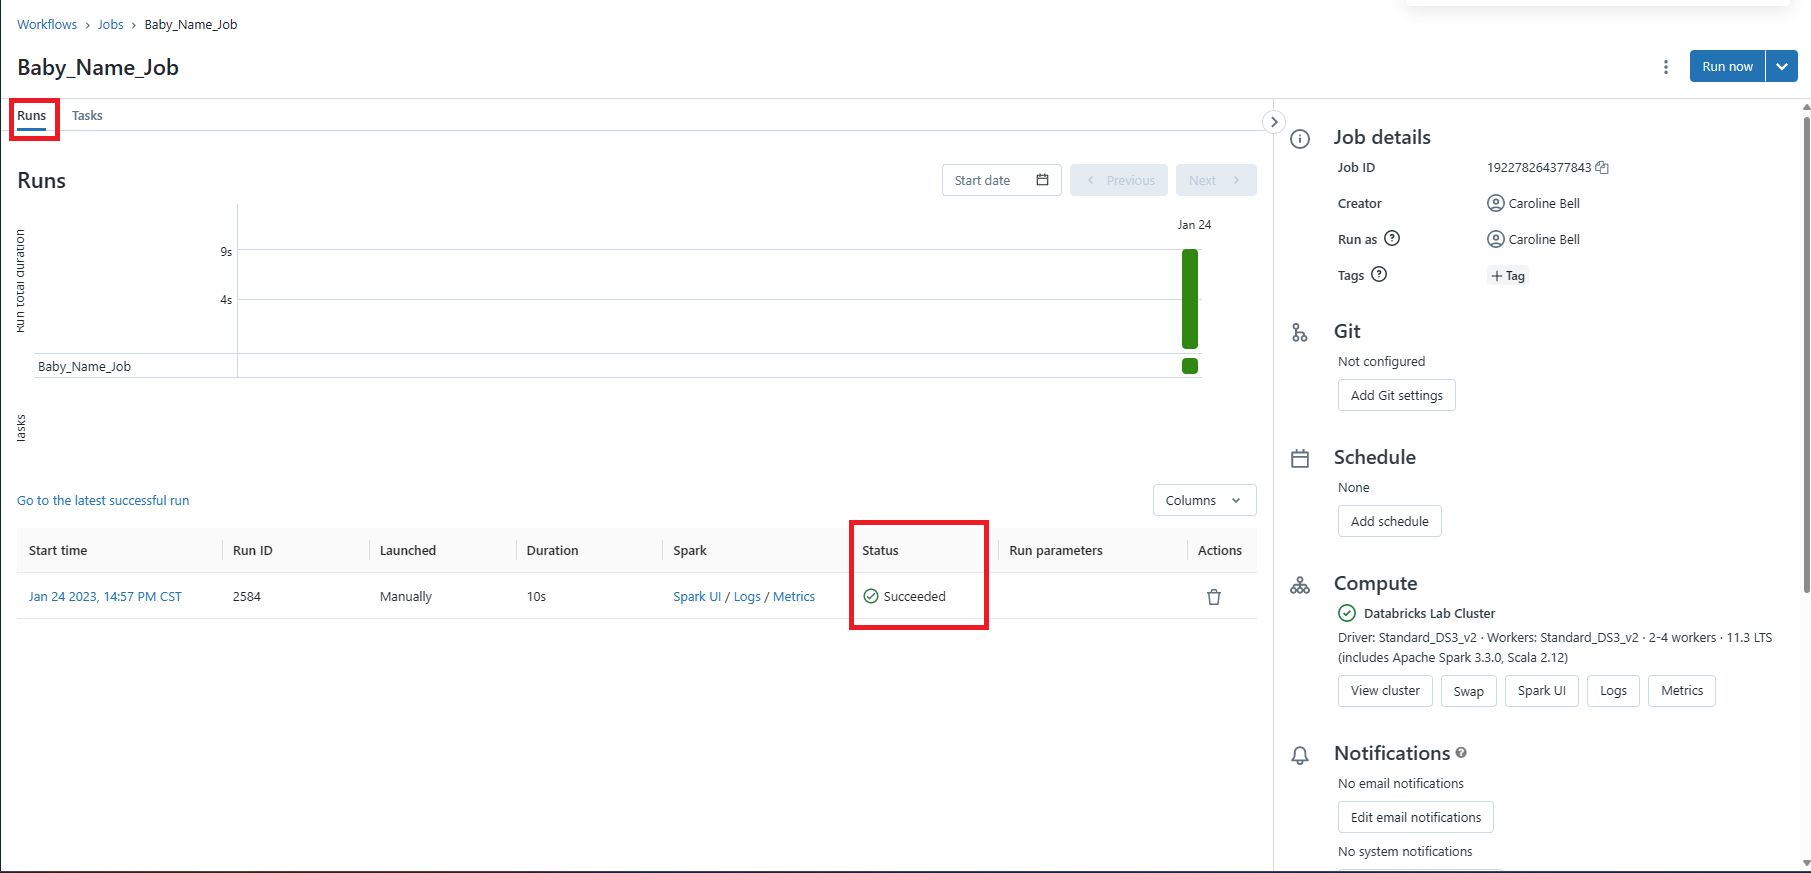 Workflows › Jobs › Baby_Name_Job
Baby_Name_Job
Run now
Runs
Tasks
Runs
Start date
Previous
Next
Run total duration
Jan 24
9s
4s
Baby_Name_Job
Tasks
Go to the latest successful run
Columns
Start time
Run ID
Launched
Duration
Spark
Status
Run parameters
Actions
Jan 24 2023, 14:57 PM CST
2584
Manually
10s
Spark UI / Logs / Metrics
Succeeded
Job details
Job ID
192278264377843
Creator
Caroline Bell
Run as
Caroline Bell
Tags
+ Tag
Git
Not configured
Add Git settings
Schedule
None
Add schedule
Compute
Databricks Lab Cluster
Driver: Standard_DS3_v2 · Workers: Standard_DS3_v2 · 2-4 workers · 11.3 LTS
(includes Apache Spark 3.3.0, Scala 2.12)
View cluster
Swap
Spark UI
Logs
Metrics
Notifications
No email notifications
Edit email notifications
No system notifications